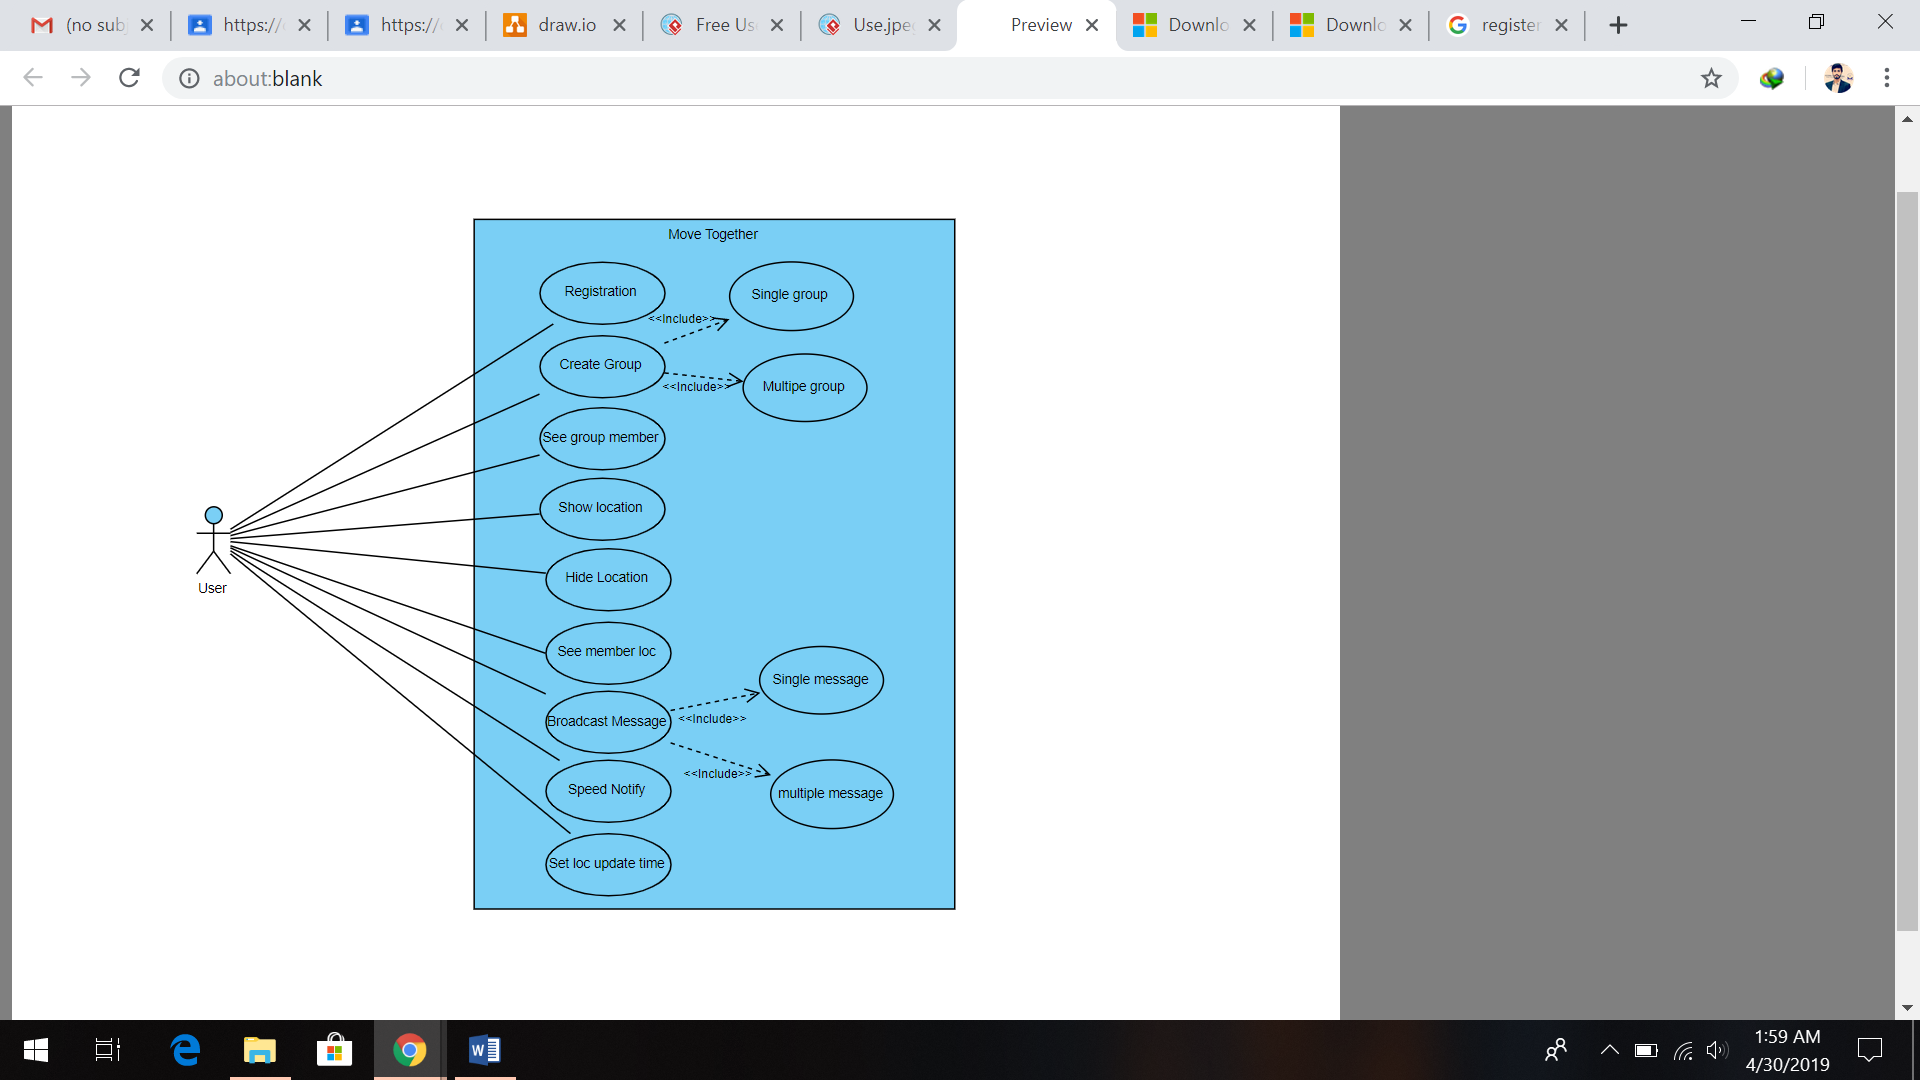 (no sub
https://
https://
draw.io
Free Us
Use.jpe
Preview
Downlo
Downlo
register
about:blank
Move Together
Registration
Single group
<<Include>>
Create Group
<<Include>>
Multipe group
See group member
Show location
Hide Location
User
See member loc
Single message
Broadcast Message
<<Include>>
<<Include>>
Speed Notify
multiple message
Set loc update time
1:59 AM
4/30/2019